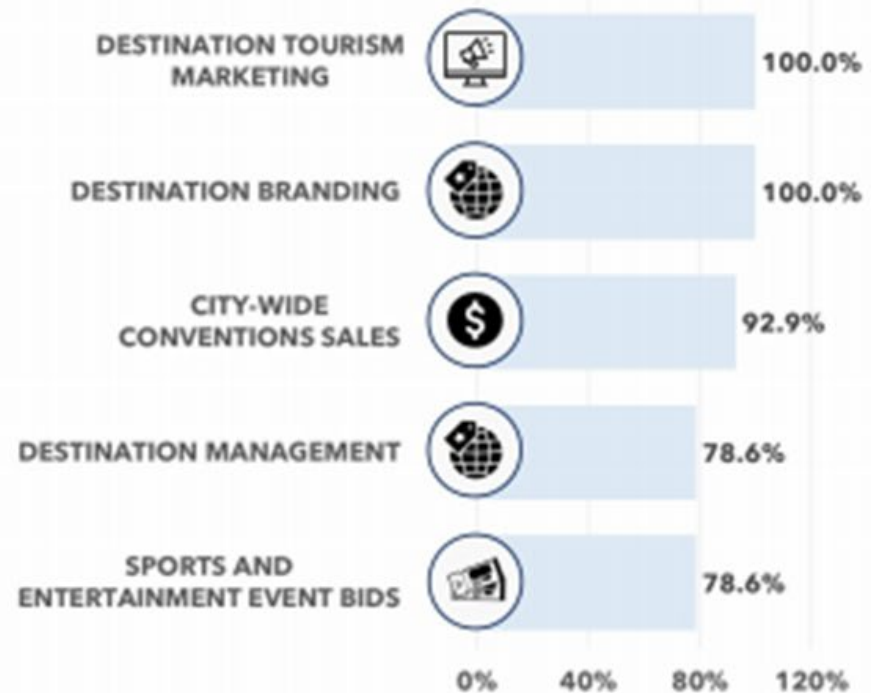 DESTINATION TOURISM
MARKETING
100.0%
DESTINATION BRANDING
100.0%
CITY-WIDE
CONVENTIONS SALES
$
92.9%
DESTINATION MANAGEMENT
78.6%
SPORTS AND
ENTERTAINMENT EVENT BIDS
78.6%
0% 40% 80% 120%